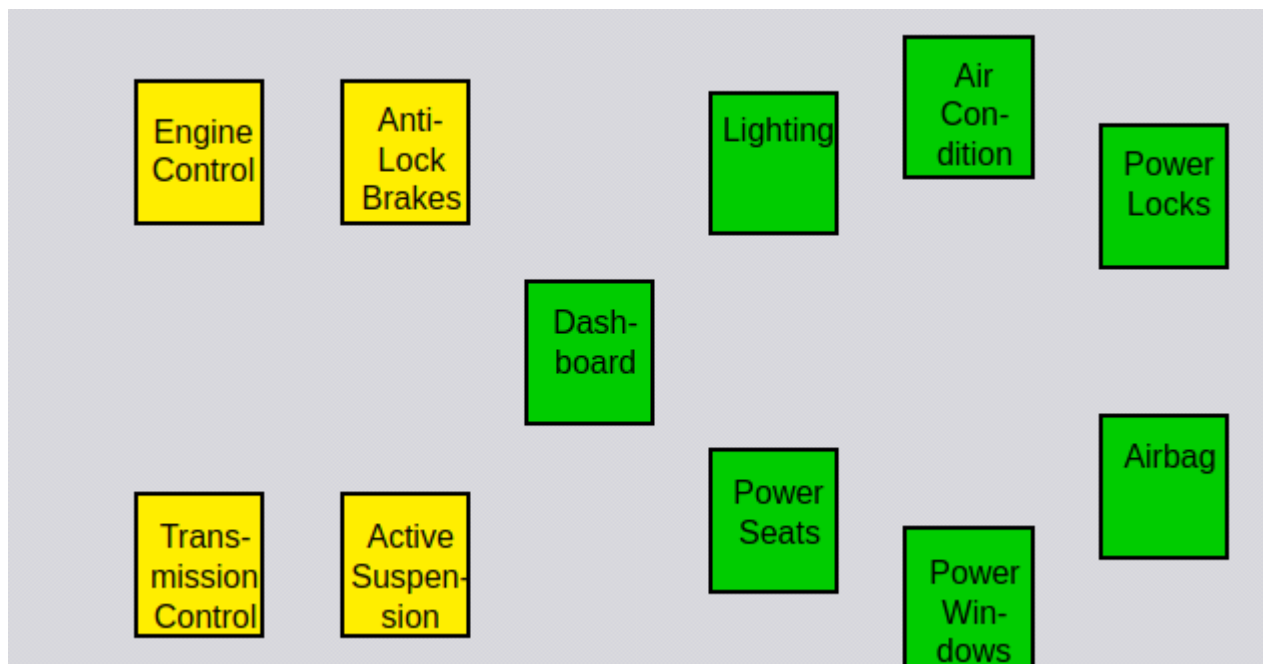 Engine
Control
Anti-
Lock
Brakes
Lighting
Air
Con-
dition
Power
Locks
Dash-
board
Trans-
mission
Control
Active
Suspen-
sion
Power
Seats
Power
Win-
dows
Airbag